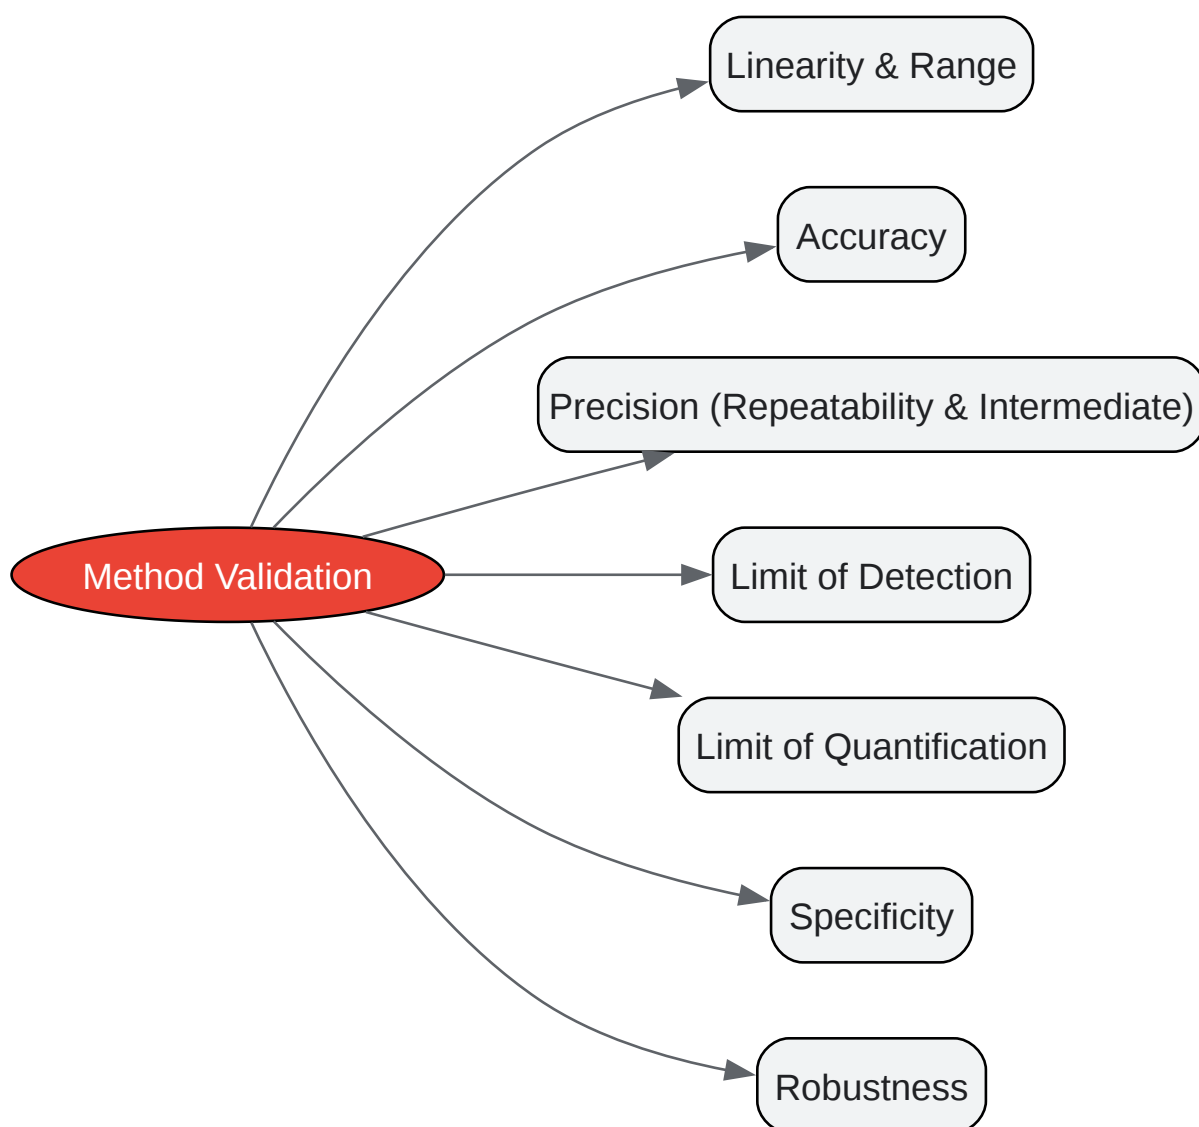 Linearity & Range
Accuracy
Precision (Repeatability & Intermediate)
Method Validation
Limit of Detection
Limit of Quantification
Specificity
Robustness